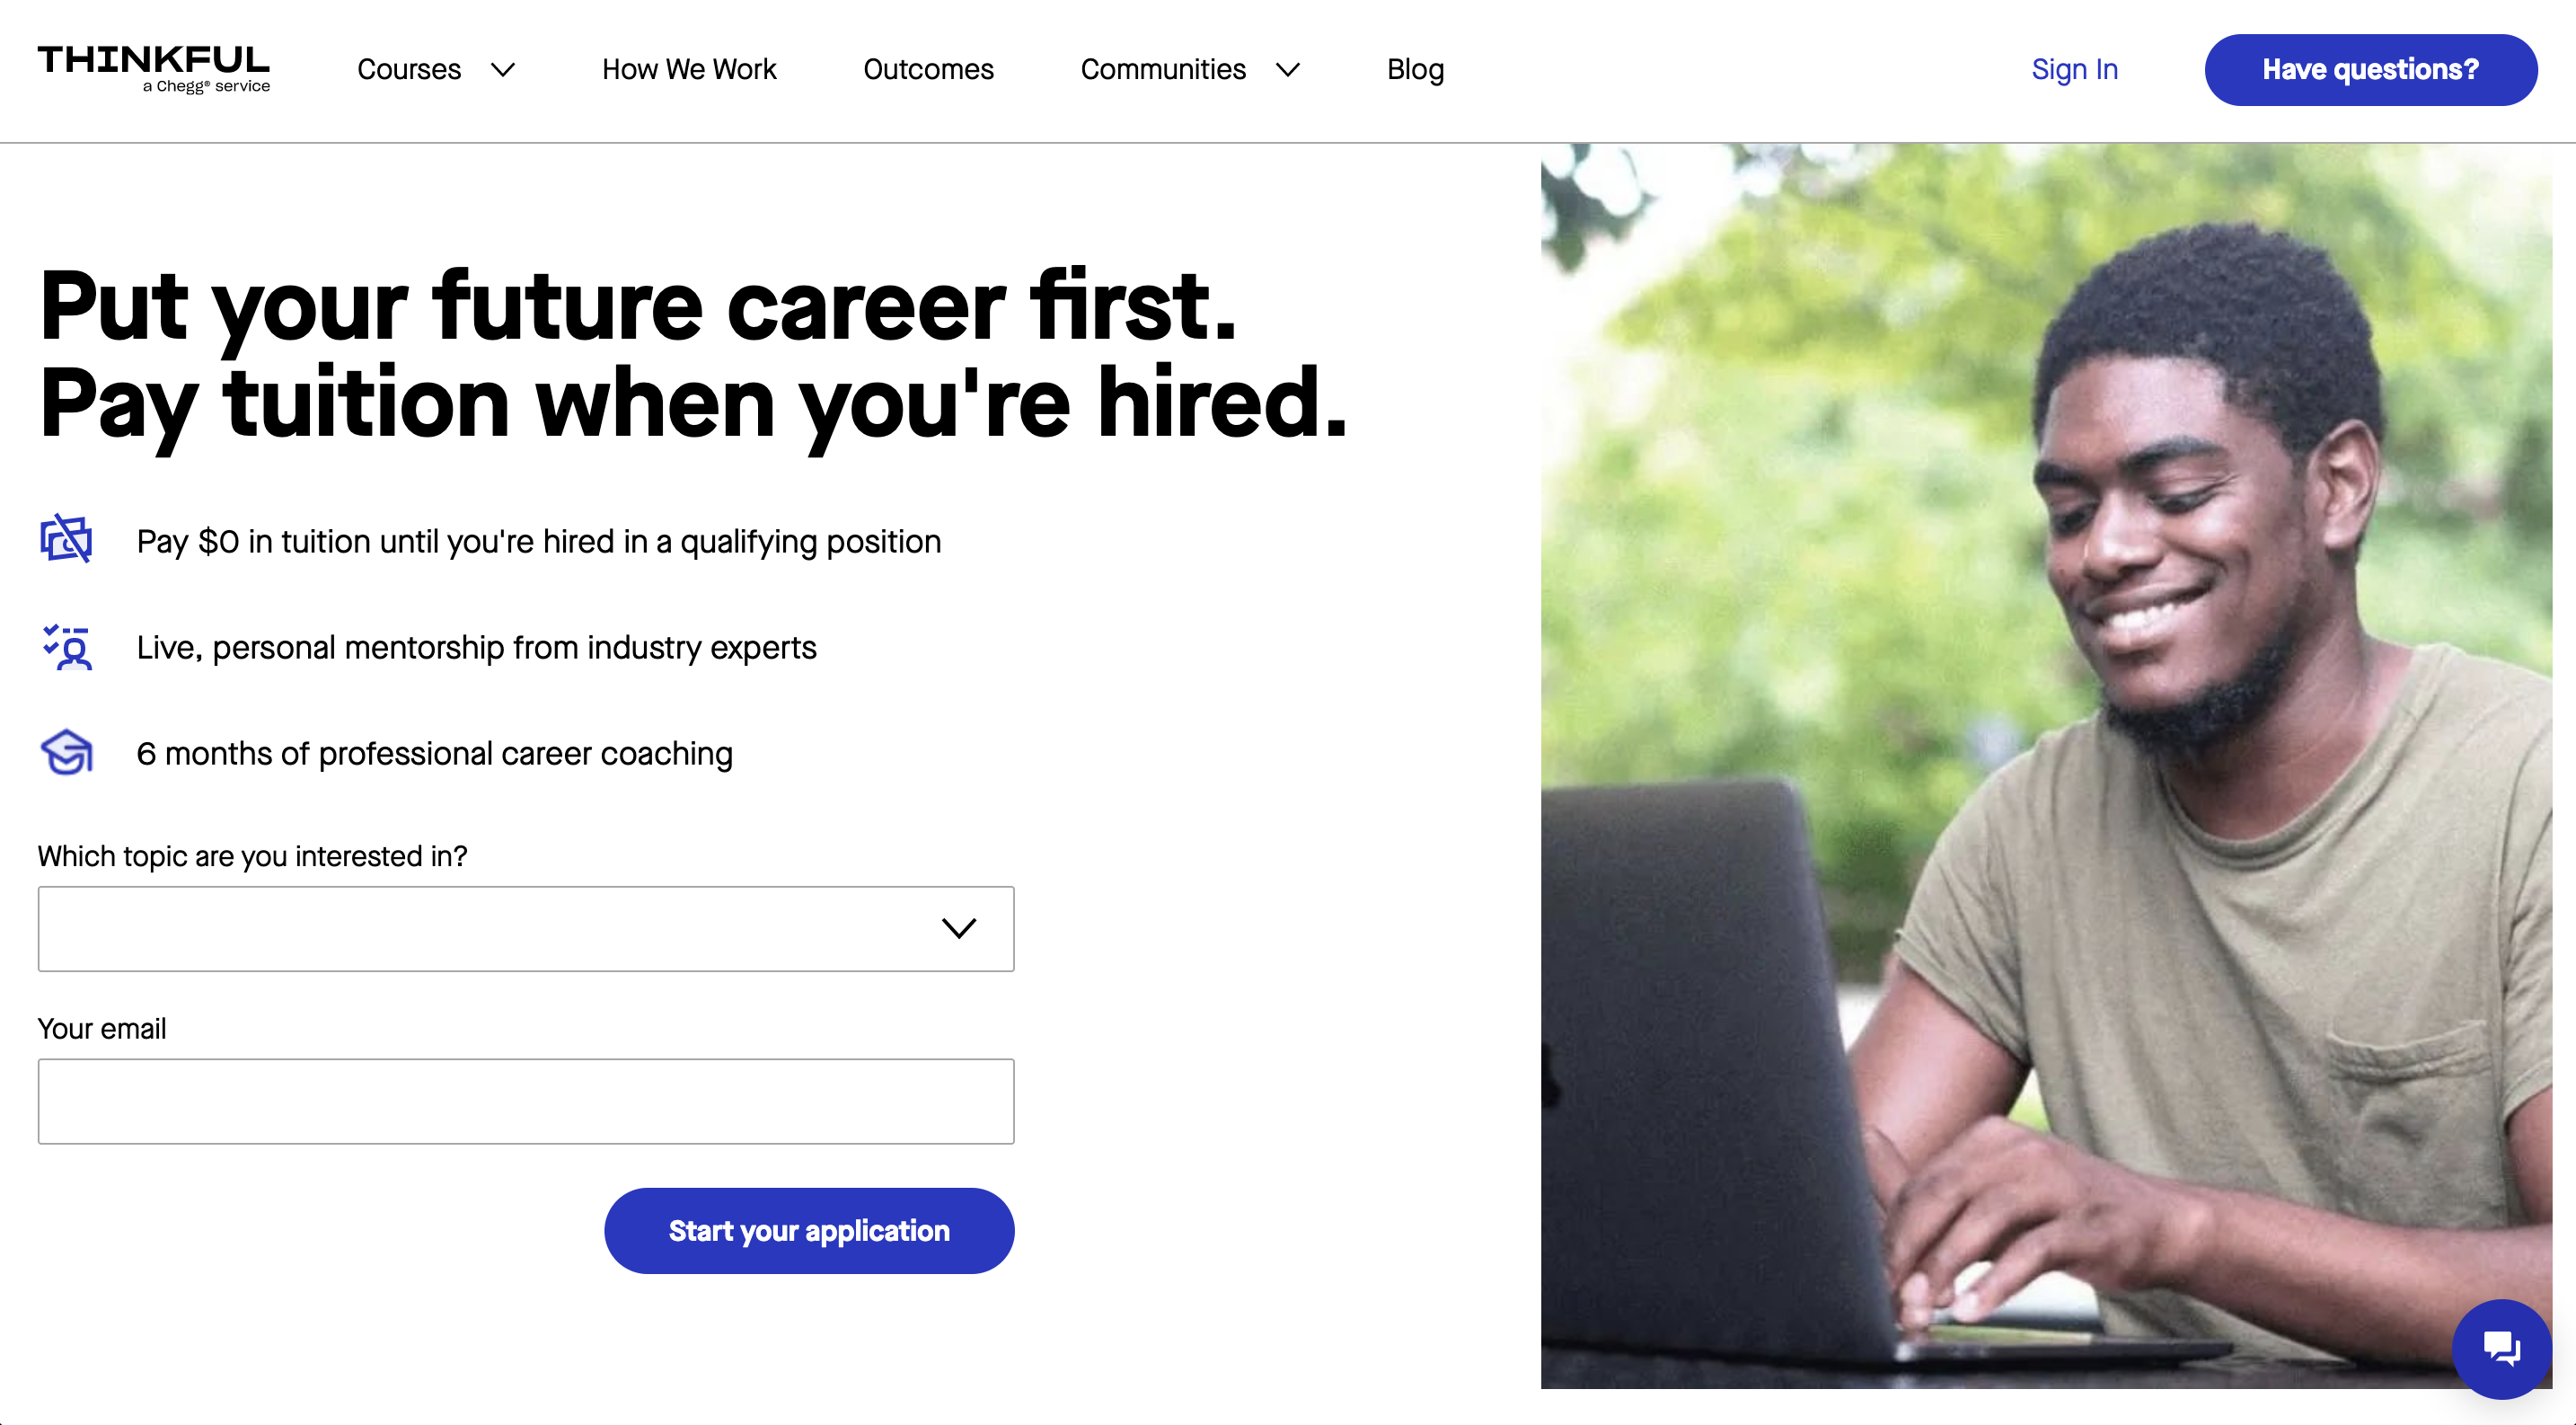 THINKFUL
a Chegg® service
Courses
How We Work
Outcomes
Communities
Blog
Sign In
Have questions?
Put your future career first.
Pay tuition when you're hired.
Pay $0 in tuition until you're hired in a qualifying position
Live, personal mentorship from industry experts
6 months of professional career coaching
Which topic are you interested in?
Your email
Start your application